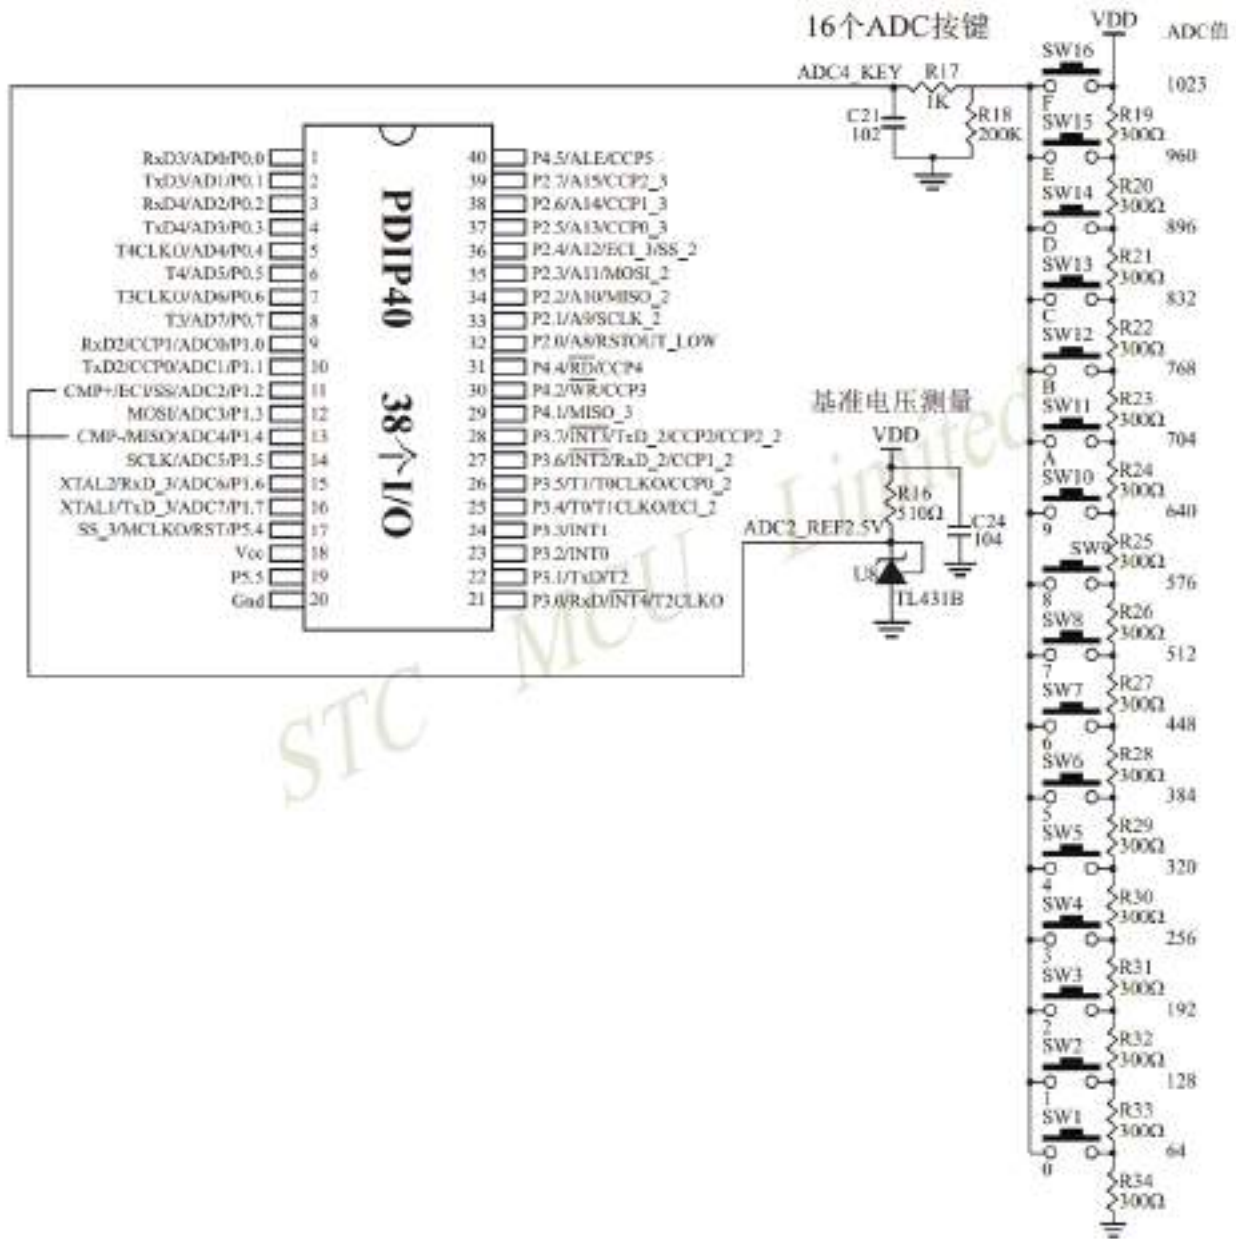 16个ADC按键
VDD
ADC值
ADC4_KEY
R17
1K
C21
102
R18
200K
SW16
1023
F
R19
300Ω
SW15
960
E
R20
300Ω
SW14
896
D
R21
300Ω
SW13
832
C
R22
300Ω
SW12
768
B
R23
300Ω
SW11
704
A
R24
300Ω
SW10
640
9
R25
300Ω
SW9
576
8
R26
300Ω
SW8
512
7
R27
300Ω
SW7
448
6
R28
300Ω
SW6
384
5
R29
300Ω
SW5
320
4
R30
300Ω
SW4
256
3
R31
300Ω
SW3
192
2
R32
300Ω
SW2
128
1
R33
300Ω
SW1
64
0
R34
300Ω
PDIP40 38个I/O
RxD3/AD0/P0.0 1
TxD3/AD1/P0.1 2
RxD4/AD2/P0.2 3
TxD4/AD3/P0.3 4
T4CLKO/AD4/P0.4 5
T4/AD5/P0.5 6
T3CLKO/AD6/P0.6 7
T3/AD7/P0.7 8
RxD2/CCP1/ADC0/P1.0 9
TxD2/CCP0/ADC1/P1.1 10
CMP+/ECI/SS/ADC2/P1.2 11
MOSI/ADC3/P1.3 12
CMP-/MISO/ADC4/P1.4 13
SCLK/ADC5/P1.5 14
XTAL2/RxD_3/ADC6/P1.6 15
XTAL1/TxD_3/ADC7/P1.7 16
SS_3/MCLKO/RST/P5.4 17
Vcc 18
P5.5 19
Gnd 20
40 P4.5/ALE/CCP5
39 P2.7/A15/CCP2_3
38 P2.6/A14/CCP1_3
37 P2.5/A13/CCP0_3
36 P2.4/A12/ECI_3/SS_2
35 P2.3/A11/MOSI_2
34 P2.2/A10/MISO_2
33 P2.1/A9/SCLK_2
32 P2.0/A8/RSTOUT_LOW
31 P4.4/RD/CCP4
30 P4.2/WR/CCP3
29 P4.1/MISO_3
28 P3.7/INT3/TxD_2/CCP2/CCP2_2
27 P3.6/INT2/RxD_2/CCP1_2
26 P3.5/T1/T0CLKO/CCP0_2
25 P3.4/T0/T1CLKO/ECI_2
24 P3.3/INT1
23 P3.2/INT0
22 P3.1/TxD/T2
21 P3.0/RxD/INT4/T2CLKO
基准电压测量
VDD
R16
510Ω
ADC2_REF2.5V
C24
104
U8
TL431B
STC MCU Limited